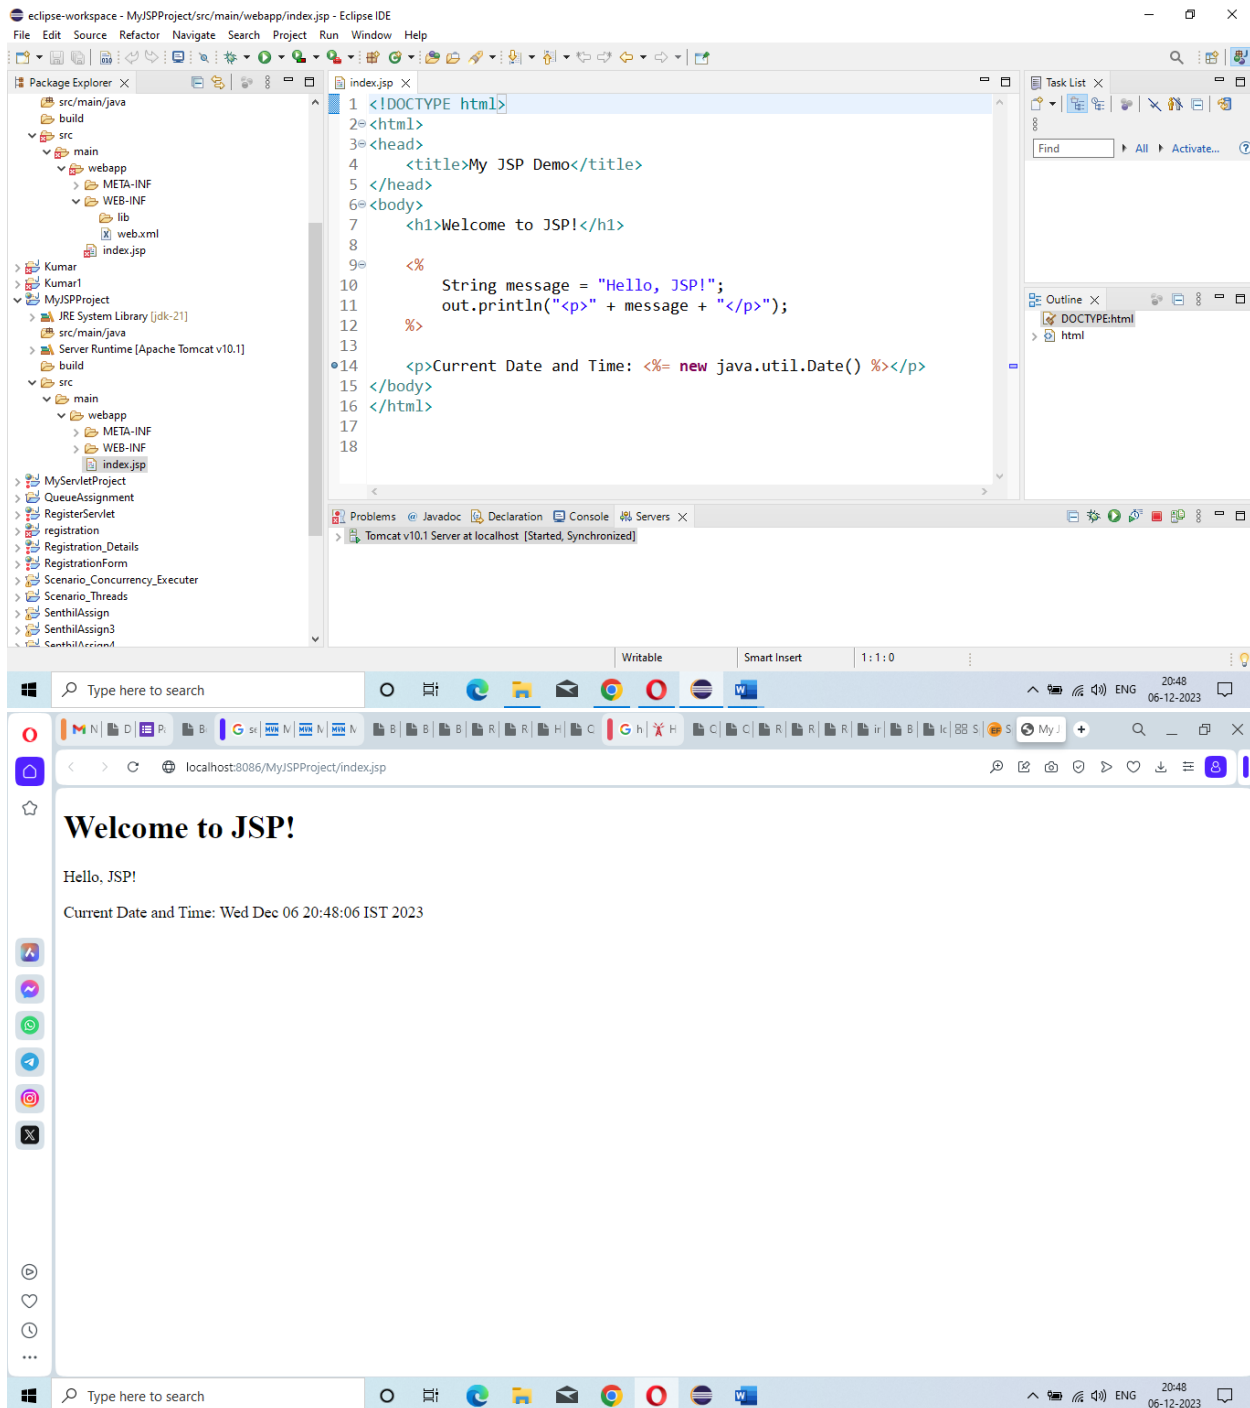 eclipse-workspace - MyJSPProject/src/main/webapp/index.jsp - Eclipse IDE
File Edit Source Refactor Navigate Search Project Run Window Help
Package Explorer
src/main/java
build
src
main
webapp
META-INF
WEB-INF
lib
web.xml
index.jsp
Kumar
Kumar1
MyJSPProject
JRE System Library [jdk-21]
src/main/java
Server Runtime [Apache Tomcat v10.1]
build
src
main
webapp
META-INF
WEB-INF
index.jsp
MyServletProject
QueueAssignment
RegisterServlet
registration
Registration_Details
RegistrationForm
Scenario_Concurrency_Executer
Scenario_Threads
SenthilAssign
SenthilAssign3
SenthilAssign4
index.jsp
1 <!DOCTYPE html>
2 <html>
3 <head>
4 <title>My JSP Demo</title>
5 </head>
6 <body>
7 <h1>Welcome to JSP!</h1>
8
9 <%
10 String message = "Hello, JSP!";
11 out.println("<p>" + message + "</p>");
12 %>
13
14 <p>Current Date and Time: <%= new java.util.Date() %></p>
15 </body>
16 </html>
17
18
Task List
Find All Activate...
Outline
DOCTYPE:html
html
Problems Javadoc Declaration Console Servers
Tomcat v10.1 Server at localhost [Started, Synchronized]
Writable Smart Insert 1 : 1 : 0
Type here to search
ENG
20:48
06-12-2023
localhost:8086/MyJSPProject/index.jsp
Welcome to JSP!
Hello, JSP!
Current Date and Time: Wed Dec 06 20:48:06 IST 2023
Type here to search
ENG
20:48
06-12-2023